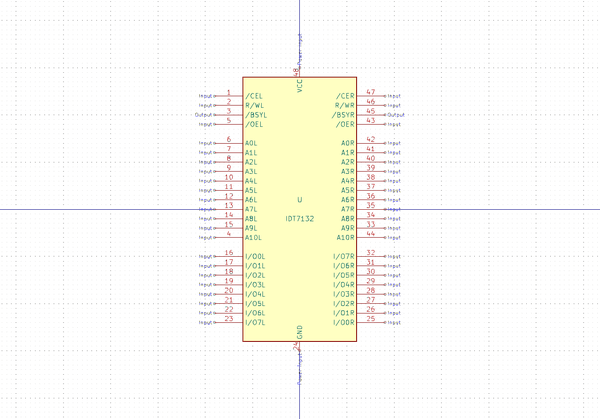 Power input
48
VCC
Input 1 /CEL /CER 47 Input
Input 2 R/WL R/WR 46 Input
Output 3 /BSYL /BSYR 45 Output
Input 5 /OEL /OER 43 Input
Input 6 A0L A0R 42 Input
Input 7 A1L A1R 41 Input
Input 8 A2L A2R 40 Input
Input 9 A3L A3R 39 Input
Input 10 A4L A4R 38 Input
Input 11 A5L A5R 37 Input
Input 12 A6L U A6R 36 Input
Input 13 A7L A7R 35 Input
Input 14 A8L IDT7132 A8R 34 Input
Input 15 A9L A9R 33 Input
Input 4 A10L A10R 44 Input
Input 16 I/O0L I/O7R 32 Input
Input 17 I/O1L I/O6R 31 Input
Input 18 I/O2L I/O5R 30 Input
Input 19 I/O3L I/O4R 29 Input
Input 20 I/O4L I/O3R 28 Input
Input 21 I/O5L I/O2R 27 Input
Input 22 I/O6L I/O1R 26 Input
Input 23 I/O7L I/O0R 25 Input
GND
24
Power input